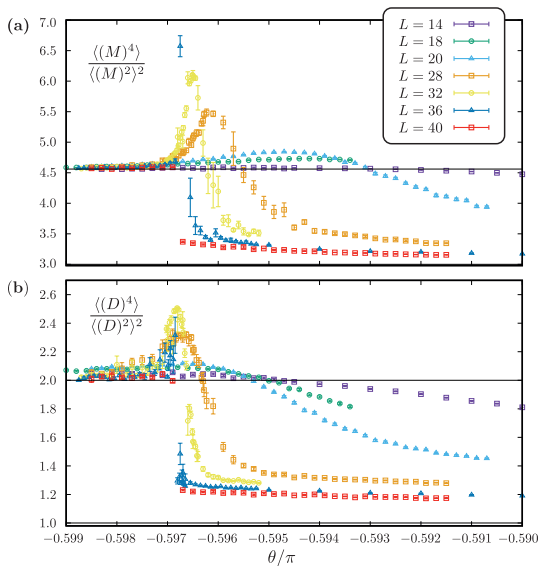 (a)
⟨(M)⁴⟩
⟨(M)²⟩²
7.0
6.5
6.0
5.5
5.0
4.5
4.0
3.5
3.0
L = 14
L = 18
L = 20
L = 28
L = 32
L = 36
L = 40
(b)
⟨(D)⁴⟩
⟨(D)²⟩²
2.6
2.4
2.2
2.0
1.8
1.6
1.4
1.2
1.0
−0.599 −0.598 −0.597 −0.596 −0.595 −0.594 −0.593 −0.592 −0.591 −0.590
θ/π